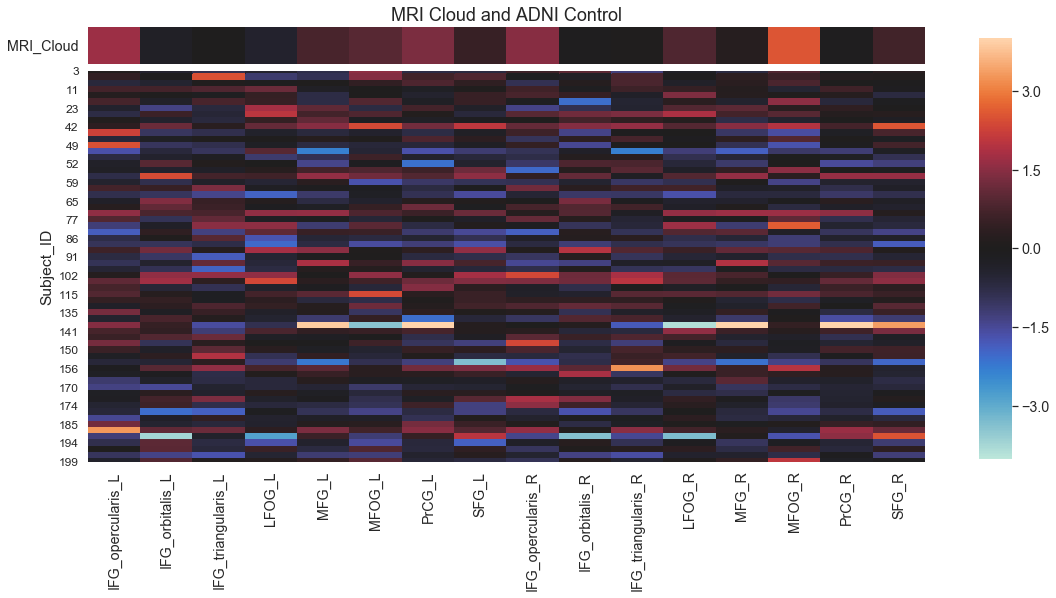 MRI Cloud and ADNI Control
MRI_Cloud
Subject_ID
3
11
23
42
49
52
59
65
77
86
91
102
115
135
141
150
156
170
174
185
194
199
IFG_opercularis_L
IFG_orbitalis_L
IFG_triangularis_L
LFOG_L
MFG_L
MFOG_L
PrCG_L
SFG_L
IFG_opercularis_R
IFG_orbitalis_R
IFG_triangularis_R
LFOG_R
MFG_R
MFOG_R
PrCG_R
SFG_R
3.0
1.5
0.0
−1.5
−3.0